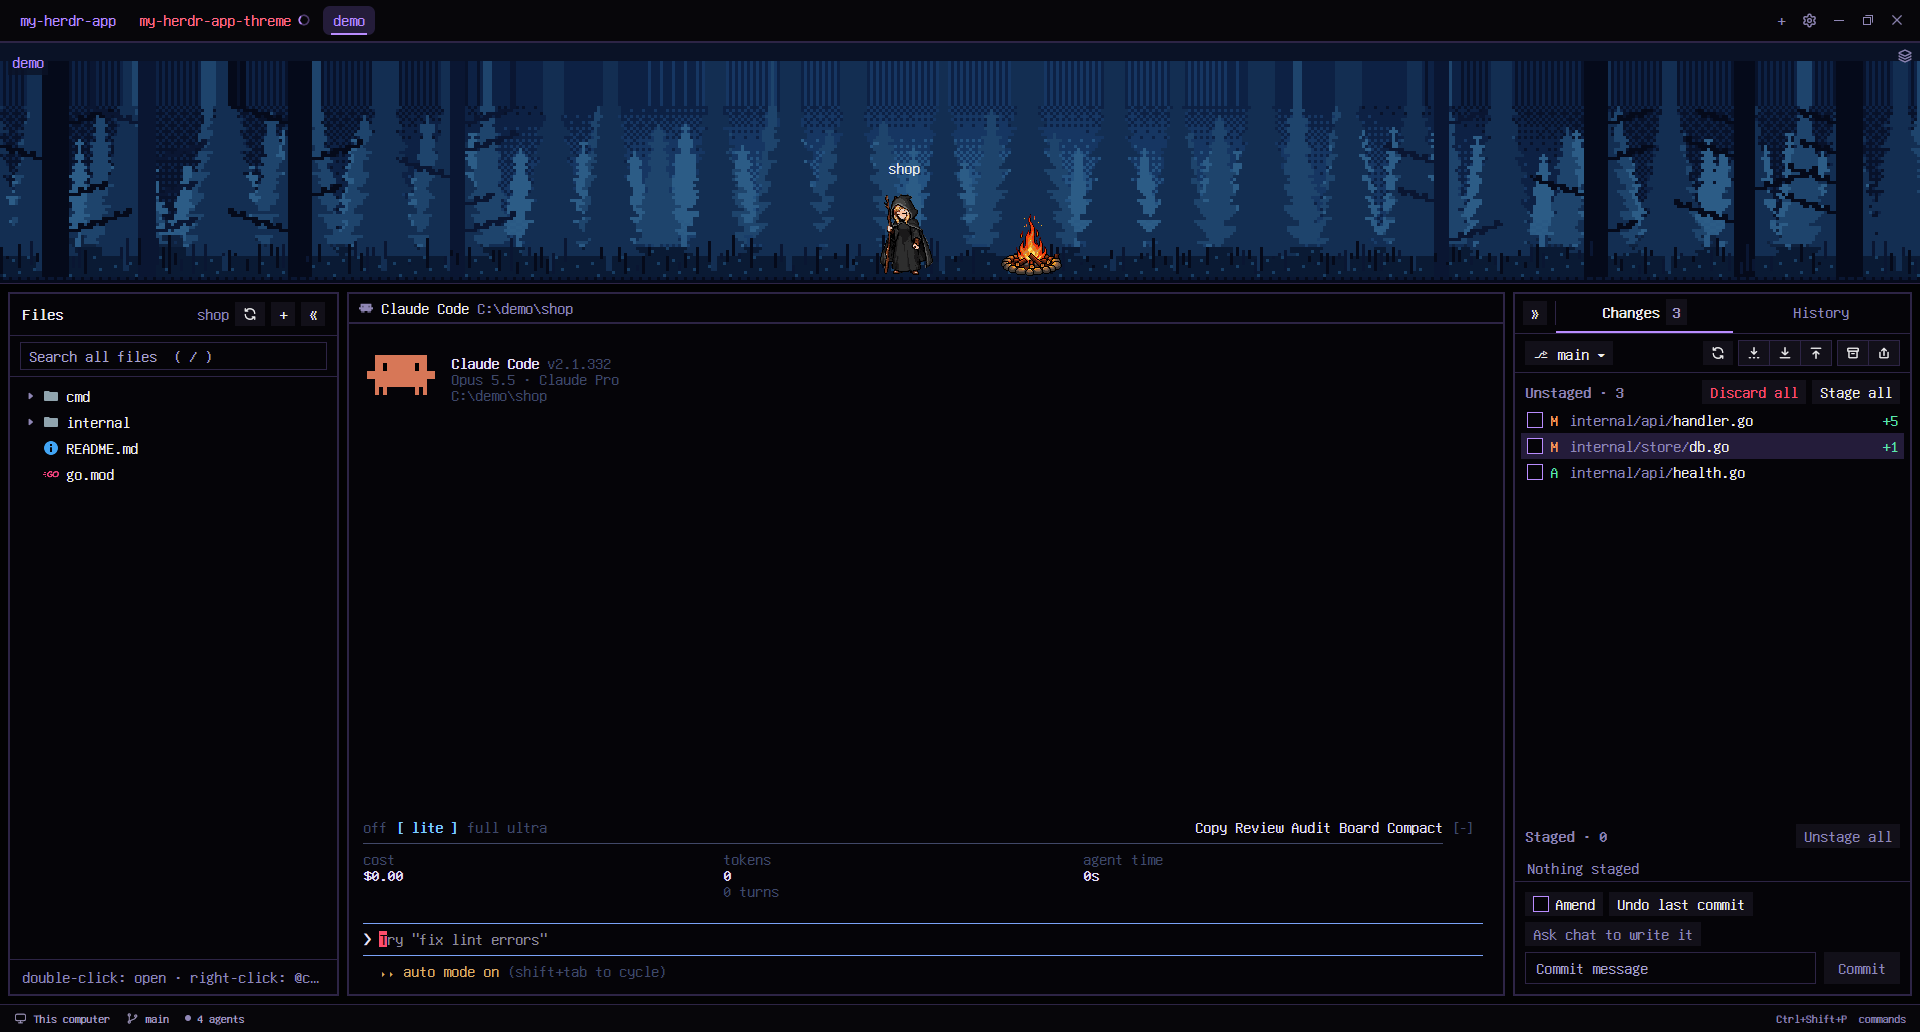 my-herdr-app my-herdr-app-threme demo
demo
shop
Files shop + «
Search all files ( / )
cmd
internal
README.md
GO go.mod
double-click: open · right-click: @c…
Claude Code C:\demo\shop
Claude Code v2.1.332
Opus 5.5 · Claude Pro
C:\demo\shop
off [ lite ] full ultra
Copy Review Audit Board Compact [-]
cost tokens agent time
$0.00 0 0s
0 turns
❯ Try "fix lint errors"
auto mode on (shift+tab to cycle)
» Changes 3 History
main
Unstaged · 3 Discard all Stage all
M internal/api/handler.go +5
M internal/store/db.go +1
A internal/api/health.go
Staged · 0 Unstage all
Nothing staged
Amend Undo last commit
Ask chat to write it
Commit message Commit
This computer main 4 agents
Ctrl+Shift+P commands